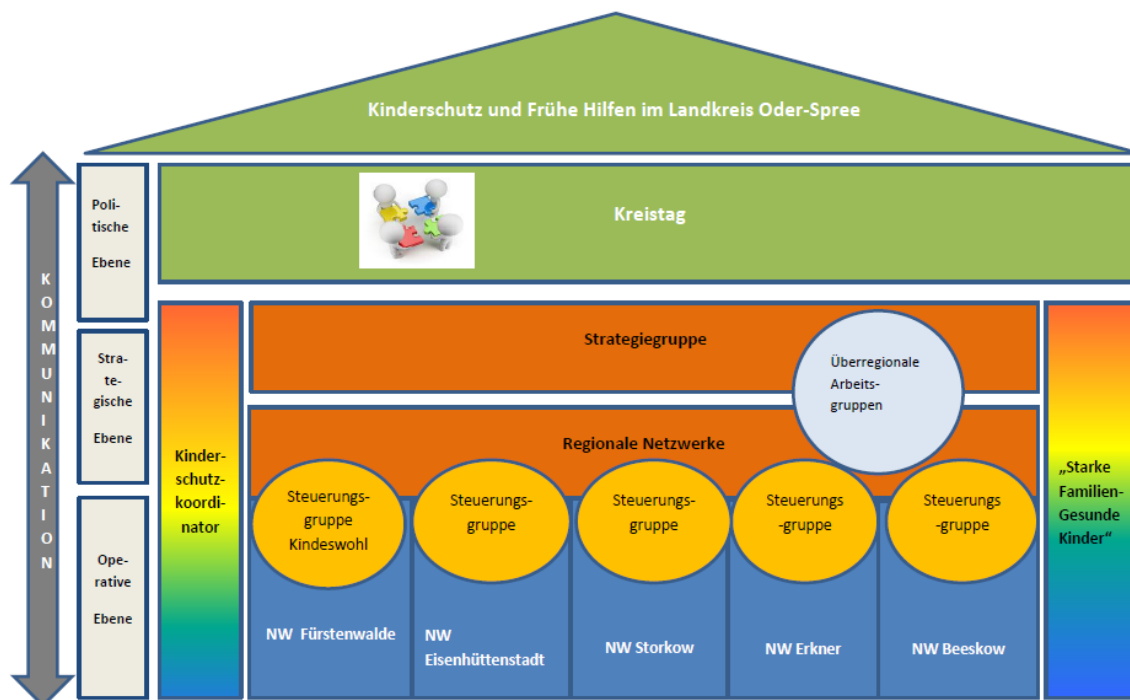 Kinderschutz und Frühe Hilfen im Landkreis Oder-Spree
KOMMUNIKATION
Poli-
tische
Ebene
Kreistag
Stra-
te-
gische
Ebene
Strategiegruppe
Überregionale
Arbeits-
gruppen
Regionale Netzwerke
Kinder-
schutz-
koordi-
nator
„Starke
Familien-
Gesunde
Kinder“
Ope-
rative
Ebene
Steuerungs-
gruppe
Kindeswohl
Steuerungs-
gruppe
Steuerungs-
gruppe
Steuerungs
-gruppe
Steuerungs
-gruppe
NW Fürstenwalde
NW
Eisenhüttenstadt
NW Storkow
NW Erkner
NW Beeskow